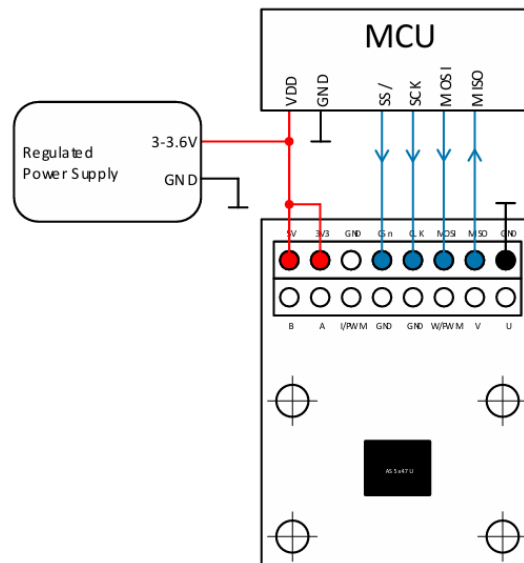 MCU
VDD
GND
SS/
SCK
MOSI
MISO
3-3.6V
Regulated
Power Supply
GND
5V 3V3 GND CSn CLK MOSI MISO GND
B A I/PWM GND GND W/PWM V U
AS5x47U